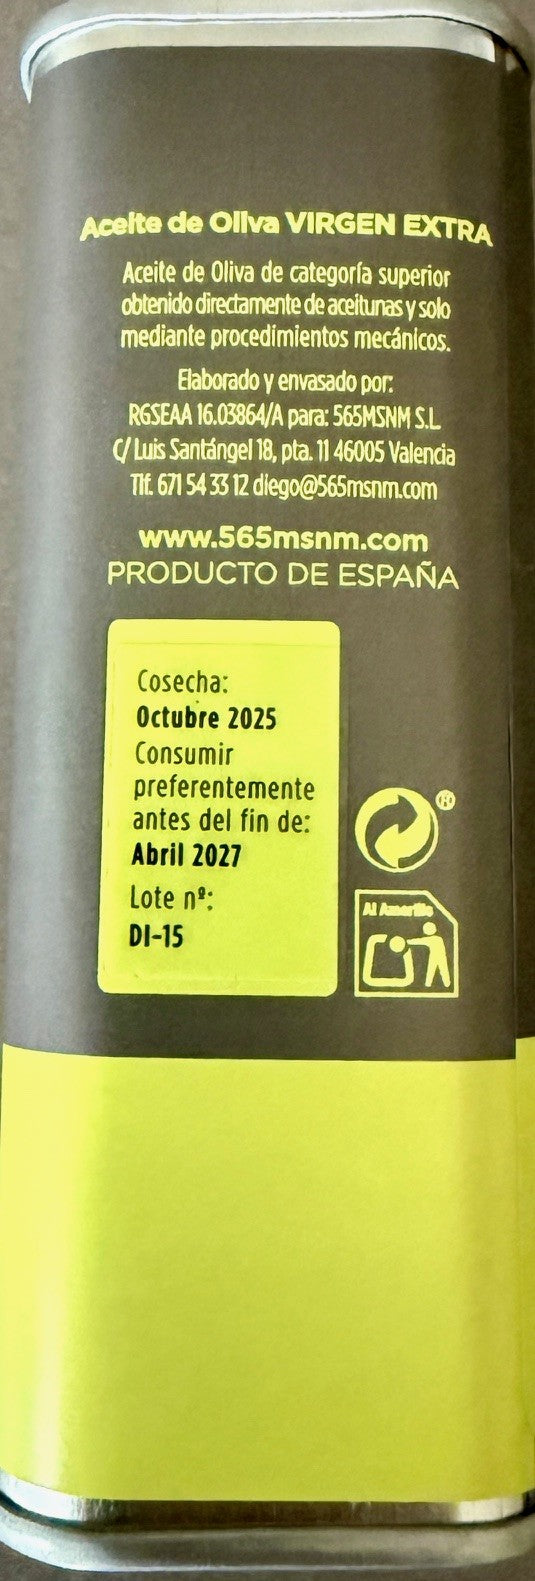 Aceite de Oliva VIRGEN EXTRA
Aceite de Oliva de categoría superior
obtenido directamente de aceitunas y solo
mediante procedimientos mecánicos.
Elaborado y envasado por:
RGSEAA 16.03864/A para: 565MSNM S.L.
C/ Luis Santángel 18, pta. 11 46005 Valencia
Tlf. 671 54 33 12 diego@565msnm.com
www.565msnm.com
PRODUCTO DE ESPAÑA
Cosecha:
Octubre 2025
Consumir
preferentemente
antes del fin de:
Abril 2027
Lote nº:
DI-15
®
Al Amarillo